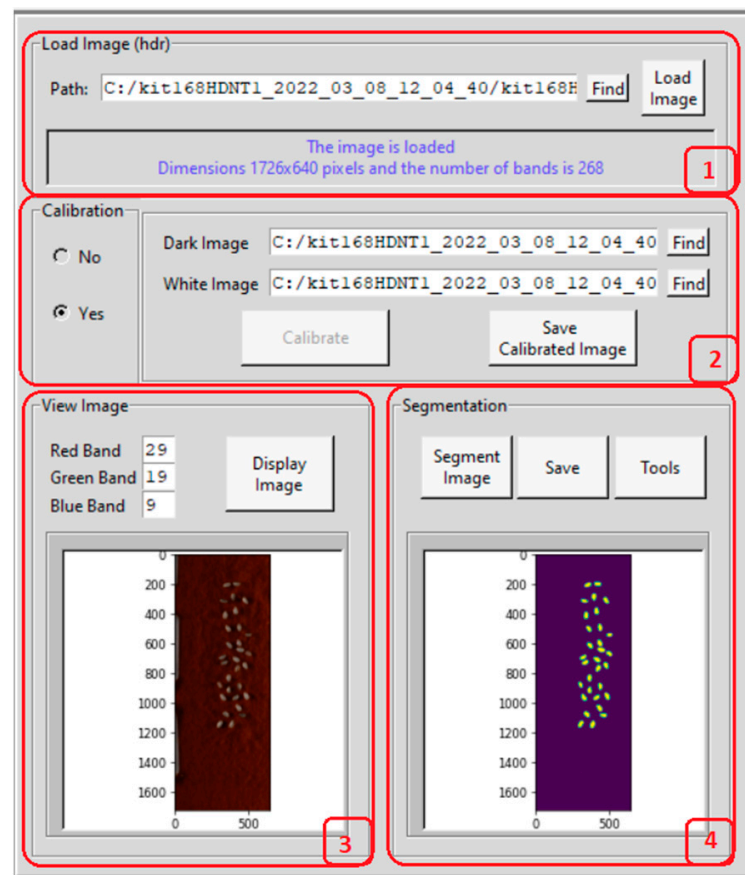 Load Image (hdr)
Path: C:/kit168HDNT1_2022_03_08_12_04_40/kit168H Find Load Image
The image is loaded
Dimensions 1726x640 pixels and the number of bands is 268
1
Calibration
No
Yes
Dark Image C:/kit168HDNT1_2022_03_08_12_04_40 Find
White Image C:/kit168HDNT1_2022_03_08_12_04_40 Find
Calibrate
Save
Calibrated Image
2
View Image
Red Band 29
Green Band 19
Blue Band 9
Display
Image
0
200
400
600
800
1000
1200
1400
1600
0 500
3
Segmentation
Segment
Image
Save
Tools
0
200
400
600
800
1000
1200
1400
1600
0 500
4